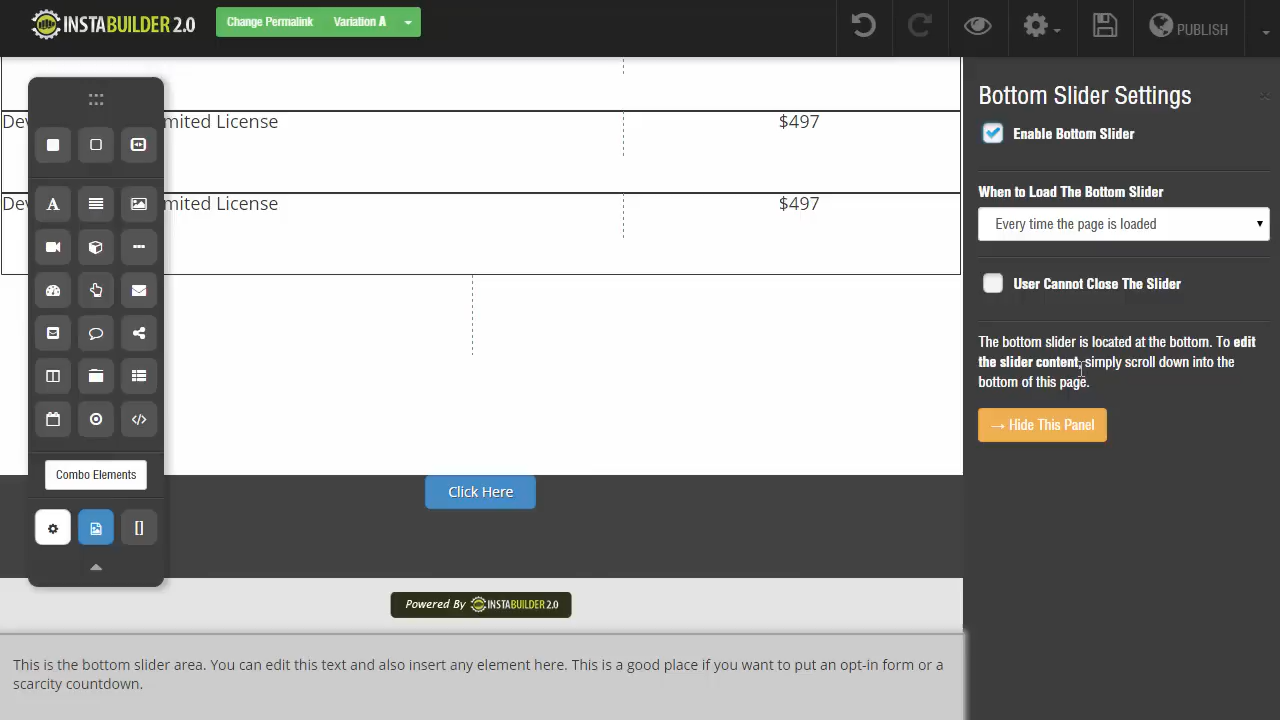 INSTABUILDER 2.0
Change Permalink Variation A
PUBLISH
Bottom Slider Settings
Enable Bottom Slider
When to Load The Bottom Slider
Every time the page is loaded
User Cannot Close The Slider
The bottom slider is located at the bottom. To edit
the slider content, simply scroll down into the
bottom of this page.
→ Hide This Panel
De
mited License
$497
De
mited License
$497
Combo Elements
Click Here
Powered By INSTABUILDER 2.0
This is the bottom slider area. You can edit this text and also insert any element here. This is a good place if you want to put an opt-in form or a
scarcity countdown.